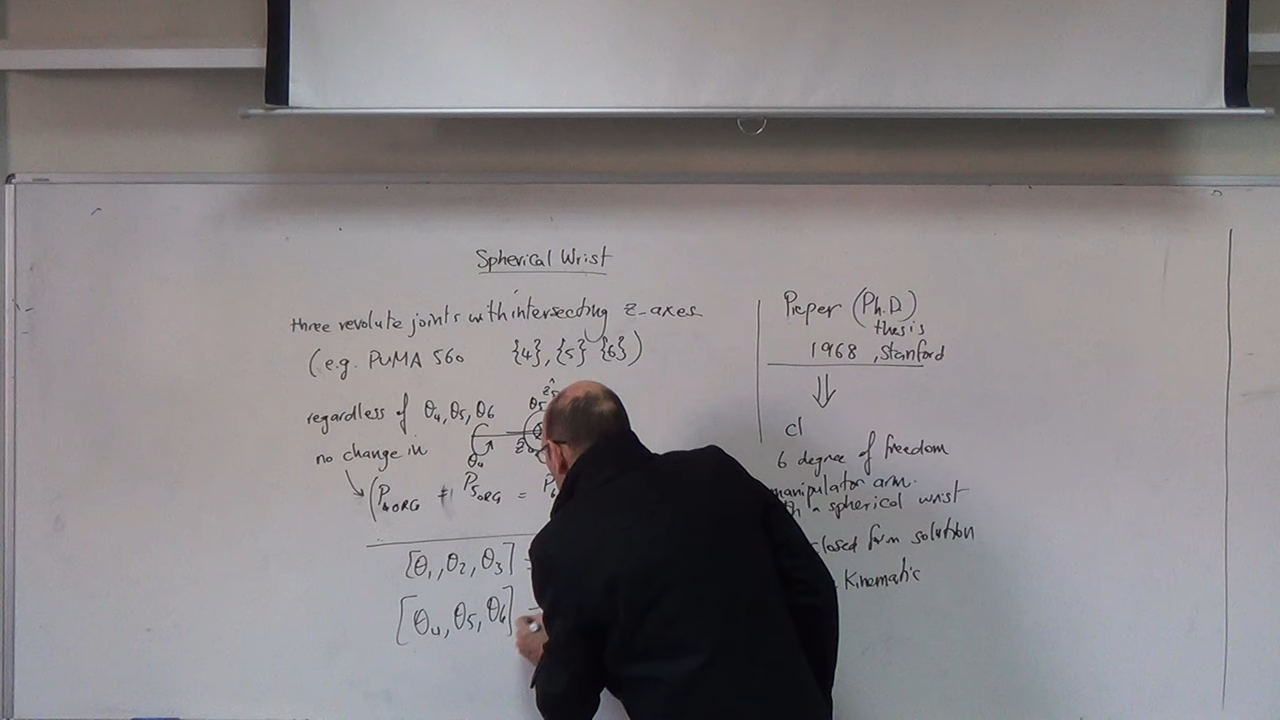 Spherical Wrist
three revolute joints with intersecting z-axes
(e.g. PUMA 560 {4}, {5} {6})
regardless of θ4, θ5, θ6
no change in
θ5
θ4
(P4ORG = P5ORG =
[θ1, θ2, θ3]
[θ4, θ5, θ6]
Pieper (Ph.D.)
thesis
1968, Stanford
⇓
cl
6 degree of freedom
manipulator arm.
a spherical wrist
closed form solution
Kinematic